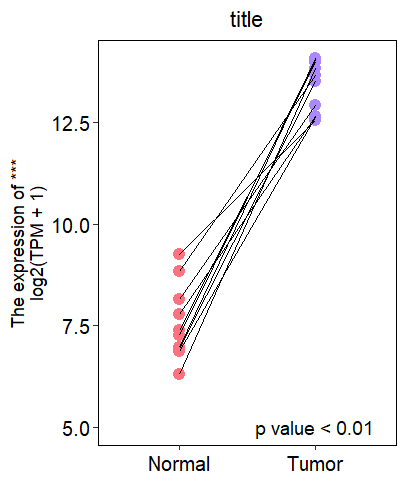 title
The expression of ***
log2(TPM + 1)
12.5
10.0
7.5
5.0
p value < 0.01
Normal
Tumor